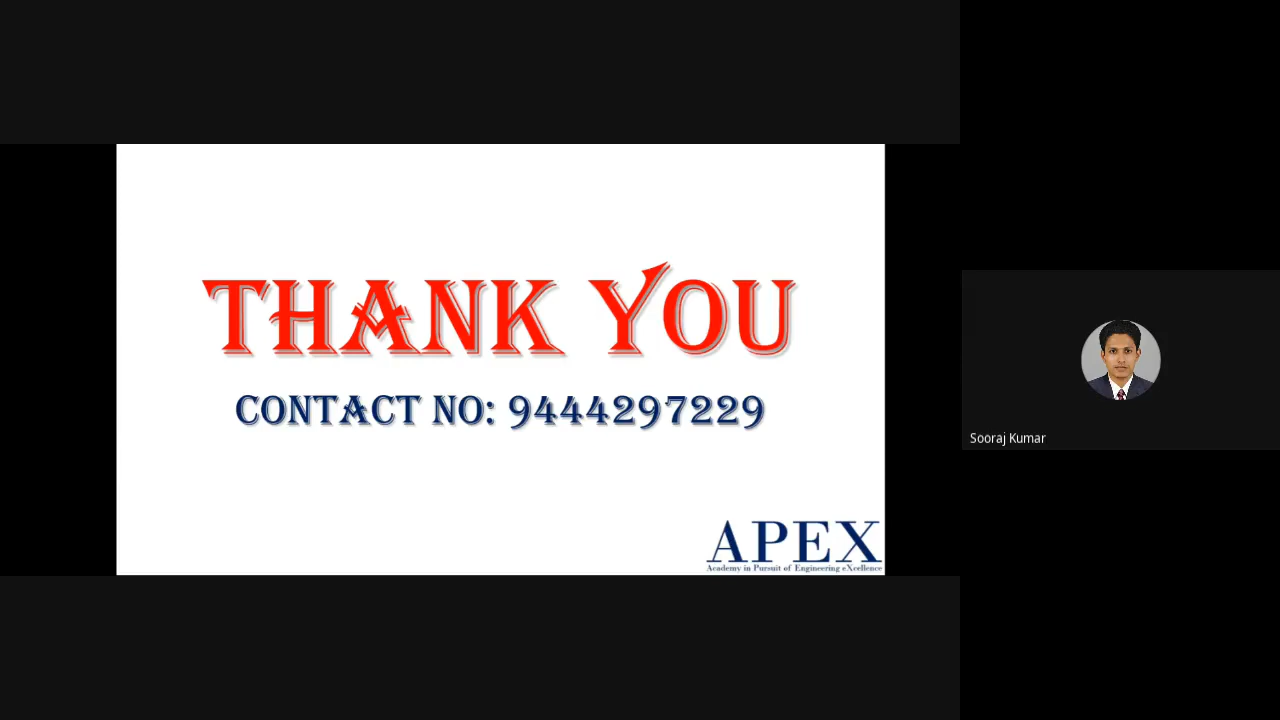 THANK YOU
CONTACT NO: 9444297229
APEX
Academy in Pursuit of Engineering eXcellence
Sooraj Kumar